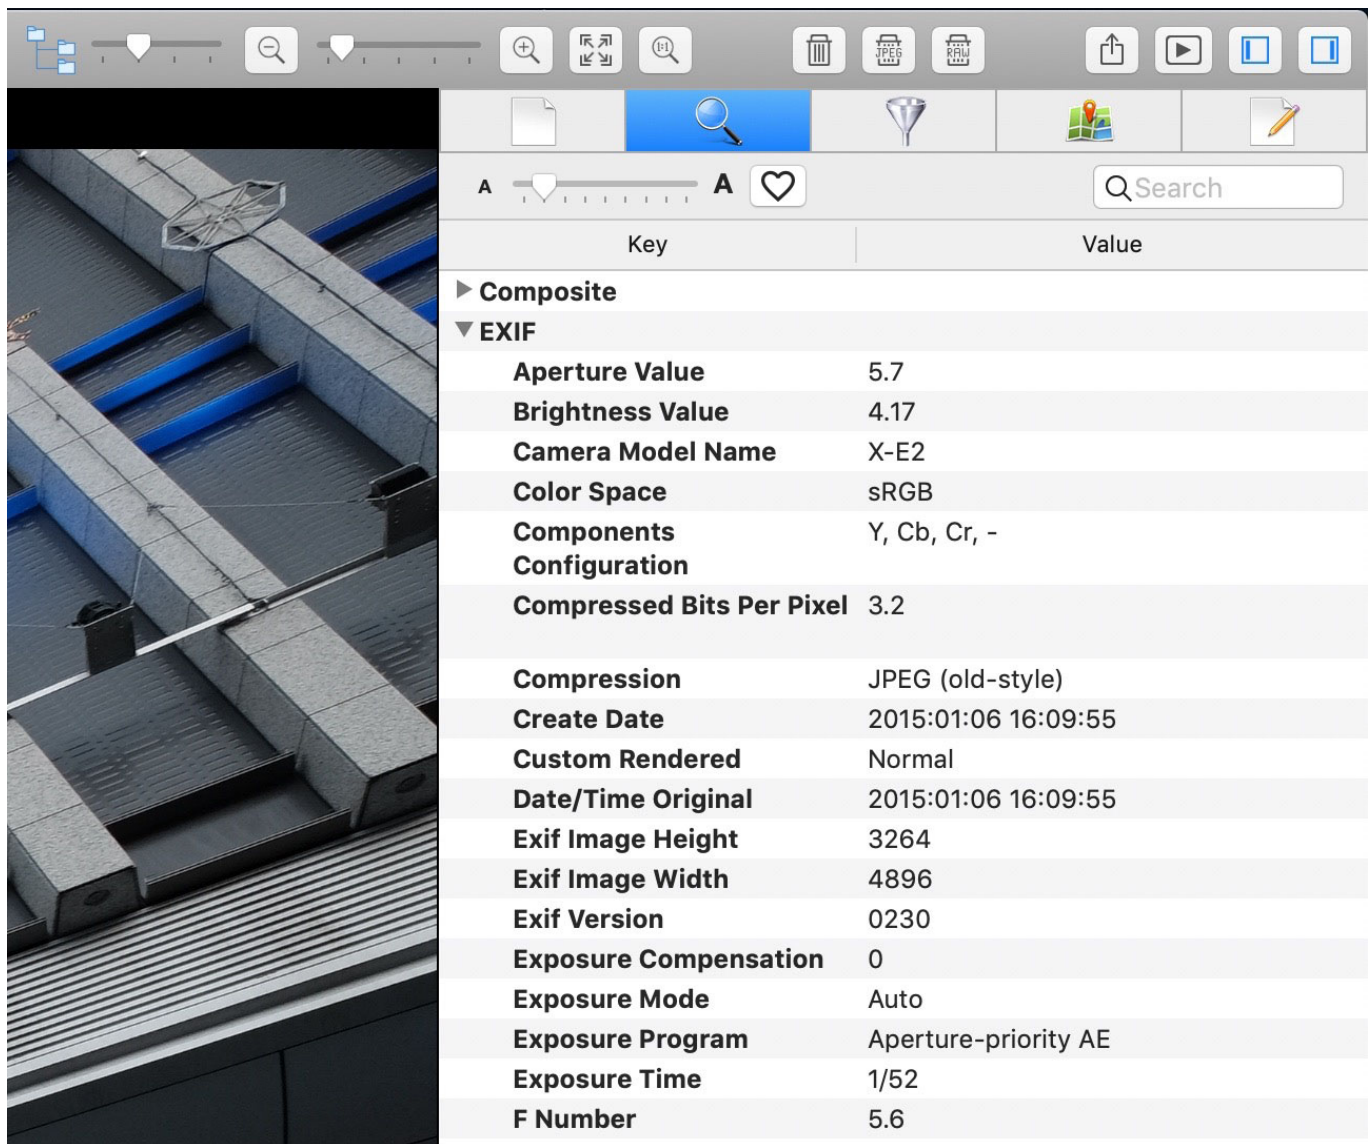 JPEG
RAW
1:1
A
A
Search
Key Value
Composite
EXIF
Aperture Value 5.7
Brightness Value 4.17
Camera Model Name X-E2
Color Space sRGB
Components Y, Cb, Cr, -
Configuration
Compressed Bits Per Pixel 3.2
Compression JPEG (old-style)
Create Date 2015:01:06 16:09:55
Custom Rendered Normal
Date/Time Original 2015:01:06 16:09:55
Exif Image Height 3264
Exif Image Width 4896
Exif Version 0230
Exposure Compensation 0
Exposure Mode Auto
Exposure Program Aperture-priority AE
Exposure Time 1/52
F Number 5.6